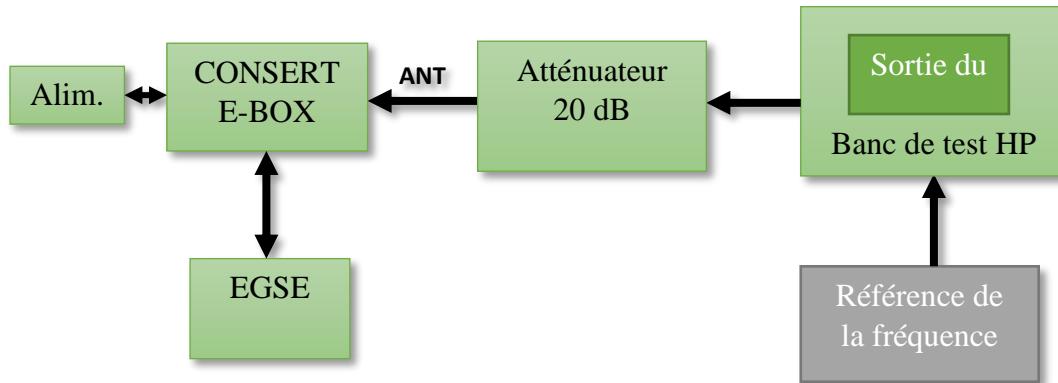 Alim.
CONSERT
E-BOX
ANT
Atténuateur
20 dB
Sortie du
Banc de test HP
EGSE
Référence de
la fréquence